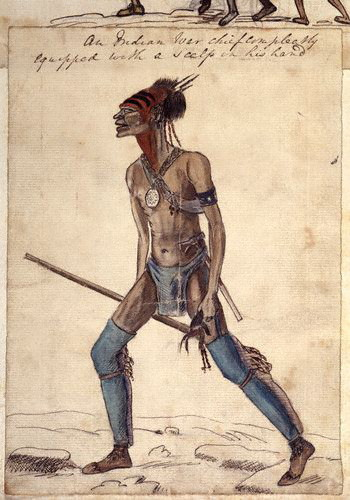 An Indian War chief compleatly
equipped with a Scalp in his hand